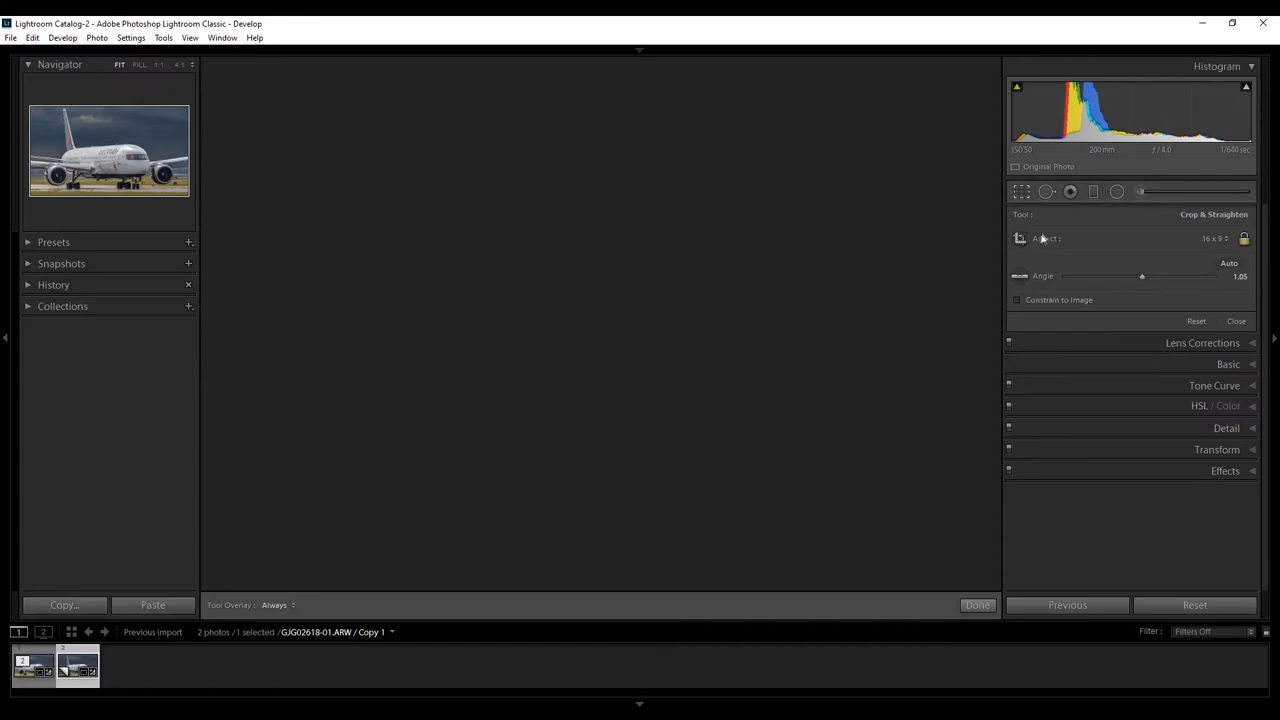 Lightroom Catalog-2 - Adobe Photoshop Lightroom Classic - Develop
File Edit Develop Photo Settings Tools View Window Help
Navigator FIT FILL 1:1 4:1
Presets
Snapshots
History
Collections
Copy... Paste
Tool Overlay : Always
Done
Histogram
ISO 50 200 mm ƒ / 4.0 1/640 sec
Original Photo
Tool : Crop & Straighten
16 x 9
Auto
Angle 1.05
Constrain to Image
Reset Close
Lens Corrections
Basic
Tone Curve
HSL / Color
Detail
Transform
Effects
Previous Reset
1 2 Previous Import 2 photos / 1 selected / GJG02618-01.ARW / Copy 1 Filter : Filters Off
1 2
2